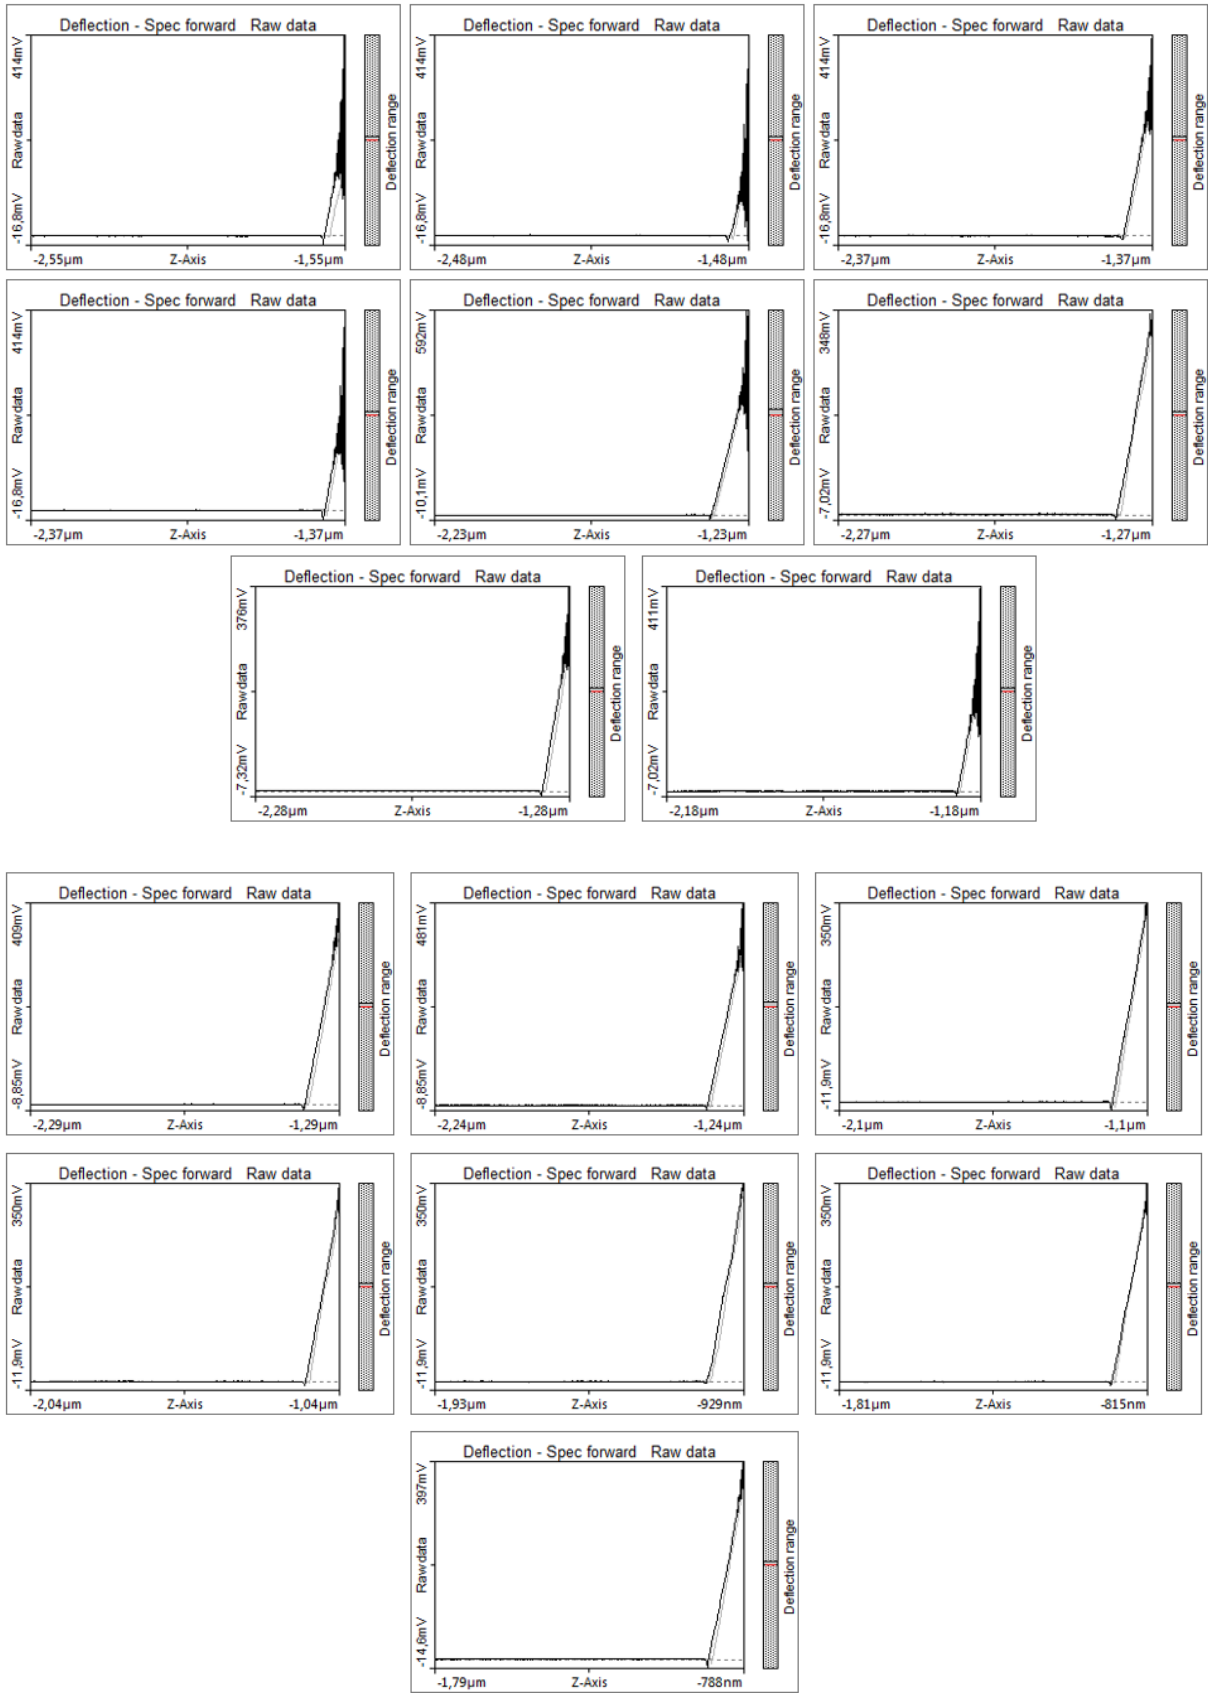 Deflection - Spec forward Raw data
414mV
Raw data
-16,8mV
-2,55µm Z-Axis -1,55µm
Deflection range
Deflection - Spec forward Raw data
414mV
Raw data
-16,8mV
-2,48µm Z-Axis -1,48µm
Deflection range
Deflection - Spec forward Raw data
414mV
Raw data
-16,8mV
-2,37µm Z-Axis -1,37µm
Deflection range
Deflection - Spec forward Raw data
414mV
Raw data
-16,8mV
-2,37µm Z-Axis -1,37µm
Deflection range
Deflection - Spec forward Raw data
592mV
Raw data
-10,1mV
-2,23µm Z-Axis -1,23µm
Deflection range
Deflection - Spec forward Raw data
348mV
Raw data
-7,02mV
-2,27µm Z-Axis -1,27µm
Deflection range
Deflection - Spec forward Raw data
376mV
Raw data
-7,32mV
-2,28µm Z-Axis -1,28µm
Deflection range
Deflection - Spec forward Raw data
411mV
Raw data
-7,02mV
-2,18µm Z-Axis -1,18µm
Deflection range
Deflection - Spec forward Raw data
409mV
Raw data
-8,85mV
-2,29µm Z-Axis -1,29µm
Deflection range
Deflection - Spec forward Raw data
481mV
Raw data
-8,85mV
-2,24µm Z-Axis -1,24µm
Deflection range
Deflection - Spec forward Raw data
350mV
Raw data
-11,9mV
-2,1µm Z-Axis -1,1µm
Deflection range
Deflection - Spec forward Raw data
350mV
Raw data
-11,9mV
-2,04µm Z-Axis -1,04µm
Deflection range
Deflection - Spec forward Raw data
350mV
Raw data
-11,9mV
-1,93µm Z-Axis -929nm
Deflection range
Deflection - Spec forward Raw data
350mV
Raw data
-11,9mV
-1,81µm Z-Axis -815nm
Deflection range
Deflection - Spec forward Raw data
397mV
Raw data
-14,6mV
-1,79µm Z-Axis -788nm
Deflection range